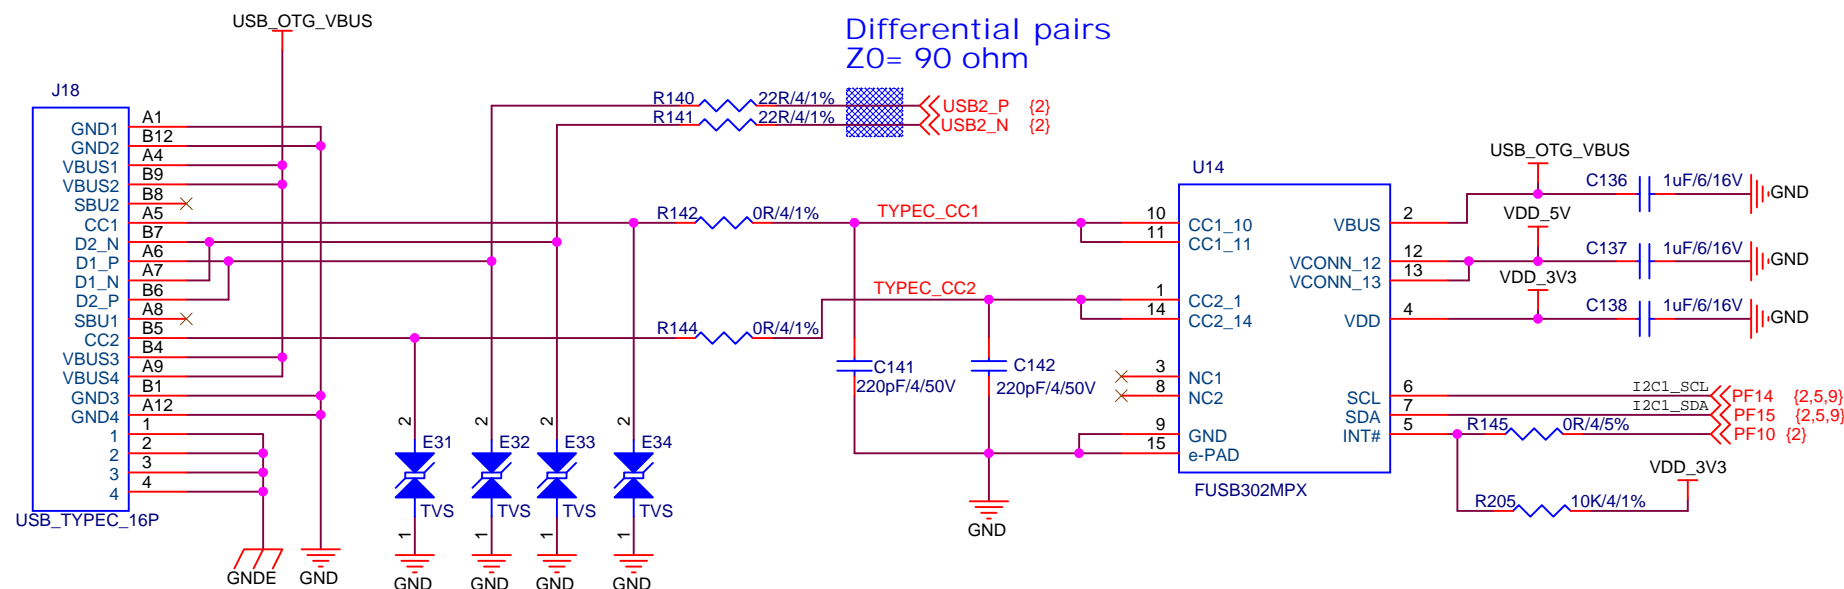 USB_OTG_VBUS
Differential pairs
Z0= 90 ohm
J18
GND1 A1
GND2 B12
VBUS1 A4
VBUS2 B9
SBU2 B8
CC1 A5
D2_N B7
D1_P A6
D1_N A7
D2_P B6
SBU1 A8
CC2 B5
VBUS3 B4
VBUS4 A9
GND3 B1
GND4 A12
1 1
2 2
3 3
4 4
USB_TYPEC_16P
GNDE
GND
R140 22R/4/1% USB2_P {2}
R141 22R/4/1% USB2_N {2}
R142 0R/4/1% TYPEC_CC1
R144 0R/4/1% TYPEC_CC2
C141
220pF/4/50V
C142
220pF/4/50V
GND
2 E31 TVS 1 GND
2 E32 TVS 1 GND
2 E33 TVS 1 GND
2 E34 TVS 1 GND
U14
10 CC1_10
11 CC1_11
1 CC2_1
14 CC2_14
3 NC1
8 NC2
9 GND
15 e-PAD
VBUS 2
VCONN_12 12
VCONN_13 13
VDD 4
SCL 6
SDA 7
INT# 5
FUSB302MPX
USB_OTG_VBUS
C136 1uF/6/16V GND
VDD_5V
C137 1uF/6/16V GND
VDD_3V3
C138 1uF/6/16V GND
I2C1_SCL PF14 {2,5,9}
I2C1_SDA PF15 {2,5,9}
R145 0R/4/5% PF10 {2}
VDD_3V3
R205 10K/4/1%